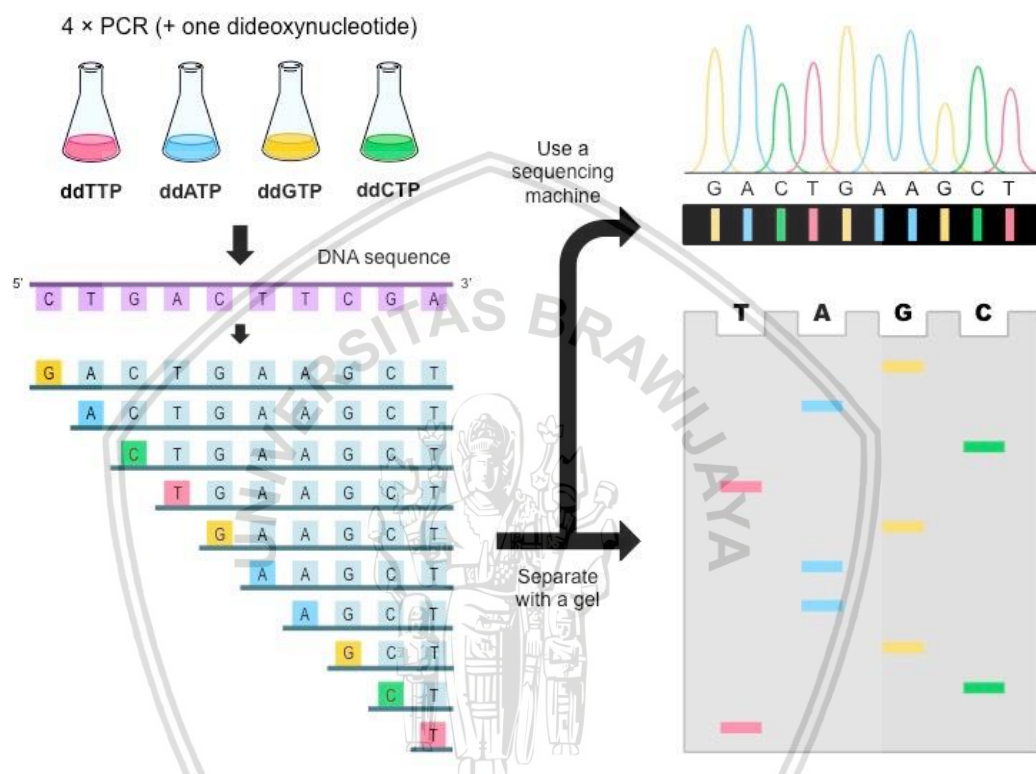 4 × PCR (+ one dideoxynucleotide)
ddTTP ddATP ddGTP ddCTP
DNA sequence
5' C T G A C T T C G A 3'
G A C T G A A G C T
A C T G A A G C T
C T G A A G C T
T G A A G C T
G A A G C T
A A G C T
A G C T
G C T
C T
T
Use a
sequencing
machine
Separate
with a gel
G A C T G A A G C T
T A G C
UNIVERSITAS BRAWIJAYA